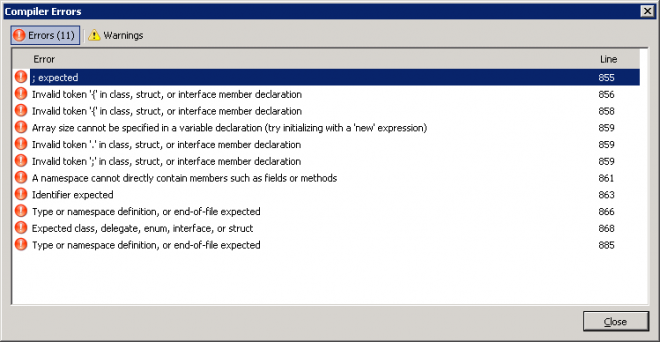 Compiler Errors
Errors (11) Warnings
Error Line
; expected 855
Invalid token '{' in class, struct, or interface member declaration 856
Invalid token '{' in class, struct, or interface member declaration 858
Array size cannot be specified in a variable declaration (try initializing with a 'new' expression) 859
Invalid token '.' in class, struct, or interface member declaration 859
Invalid token ';' in class, struct, or interface member declaration 859
A namespace cannot directly contain members such as fields or methods 861
Identifier expected 863
Type or namespace definition, or end-of-file expected 866
Expected class, delegate, enum, interface, or struct 868
Type or namespace definition, or end-of-file expected 885
Close